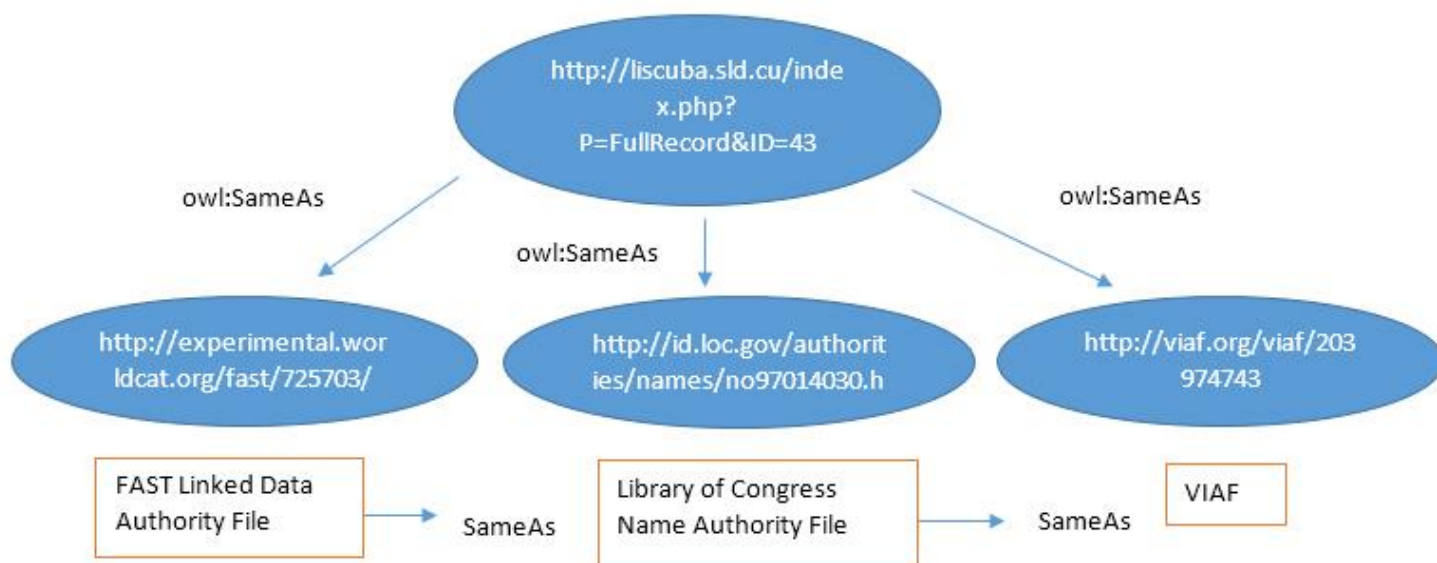 http://liscuba.sld.cu/inde
x.php?
P=FullRecord&ID=43
owl:SameAs
owl:SameAs
owl:SameAs
http://experimental.wor
ldcat.org/fast/725703/
http://id.loc.gov/authorit
ies/names/no97014030.h
http://viaf.org/viaf/203
974743
FAST Linked Data
Authority File
SameAs
Library of Congress
Name Authority File
SameAs
VIAF